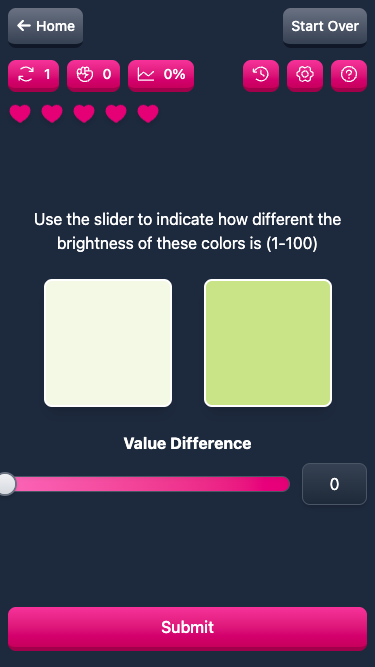 Home
Start Over
1
0
0%
Use the slider to indicate how different the
brightness of these colors is (1-100)
Value Difference
0
Submit